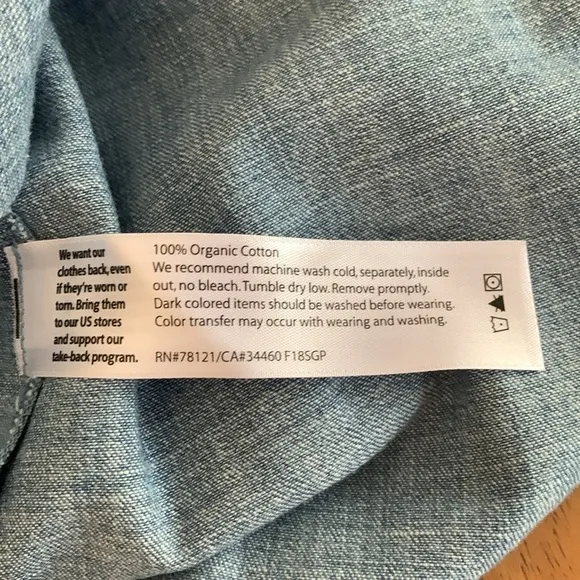 We want our
clothes back, even
if they're worn or
torn. Bring them
to our US stores
and support our
take-back program.
100% Organic Cotton
We recommend machine wash cold, separately, inside
out, no bleach. Tumble dry low. Remove promptly.
Dark colored items should be washed before wearing.
Color transfer may occur with wearing and washing.
RN#78121/CA#34460 F18SGP